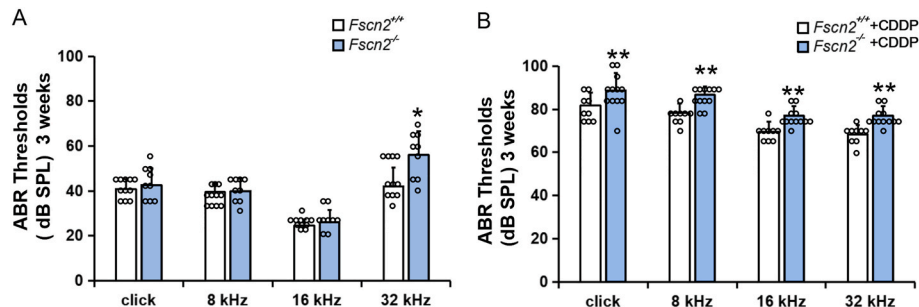 A
Fscn2+/+
Fscn2-/-
ABR Thresholds
( dB SPL) 3 weeks
100
80
60
40
20
0
*
click
8 kHz
16 kHz
32 kHz
B
Fscn2+/+ +CDDP
Fscn2-/- +CDDP
ABR Thresholds
(dB SPL) 3 weeks
100
80
60
40
20
0
**
**
**
**
click
8 kHz
16 kHz
32 kHz